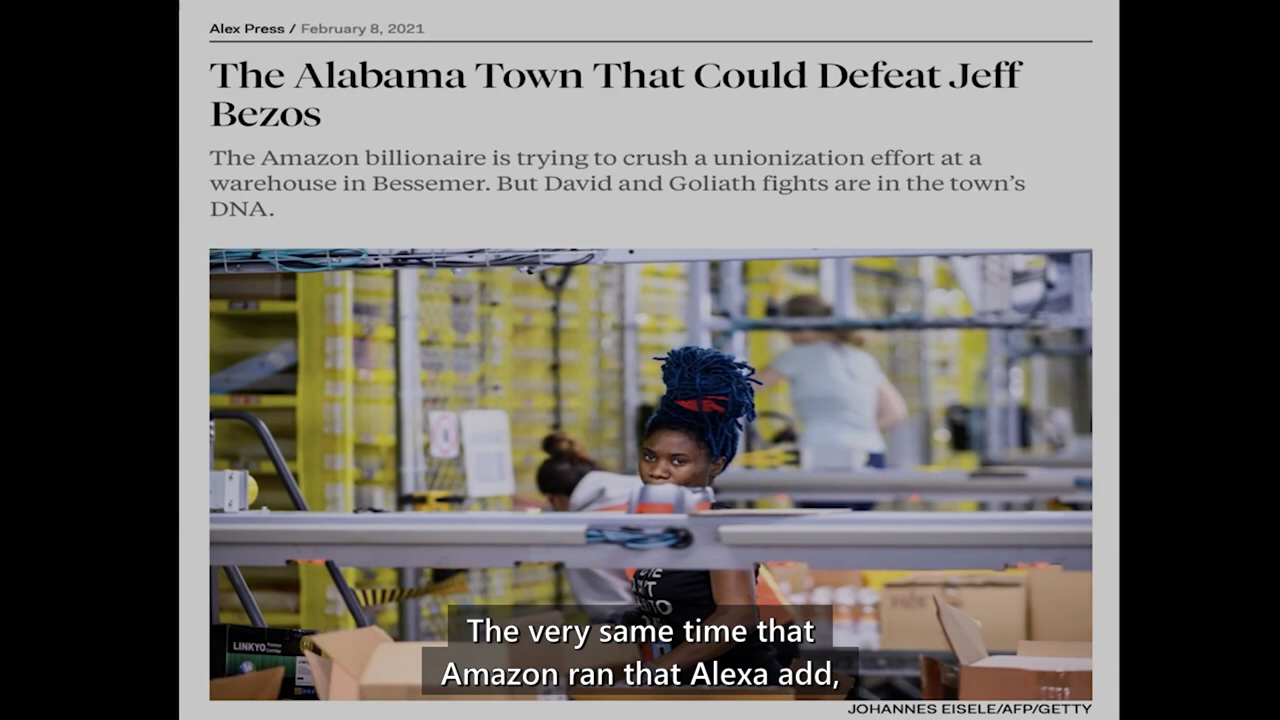 Alex Press / February 8, 2021
The Alabama Town That Could Defeat Jeff
Bezos
The Amazon billionaire is trying to crush a unionization effort at a
warehouse in Bessemer. But David and Goliath fights are in the town’s
DNA.
LINKYO
The very same time that
Amazon ran that Alexa add,
JOHANNES EISELE/AFP/GETTY